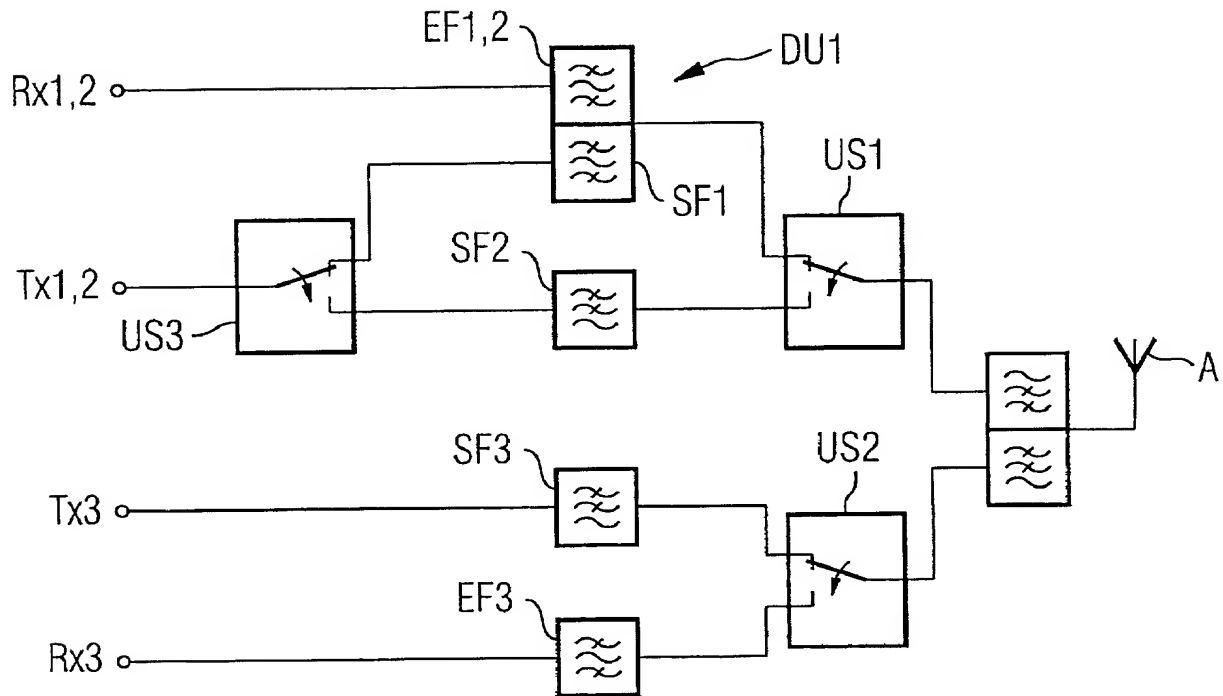 EF1,2
DU1
Rx1,2
US1
SF1
SF2
Tx1,2
US3
A
SF3
US2
Tx3
EF3
Rx3